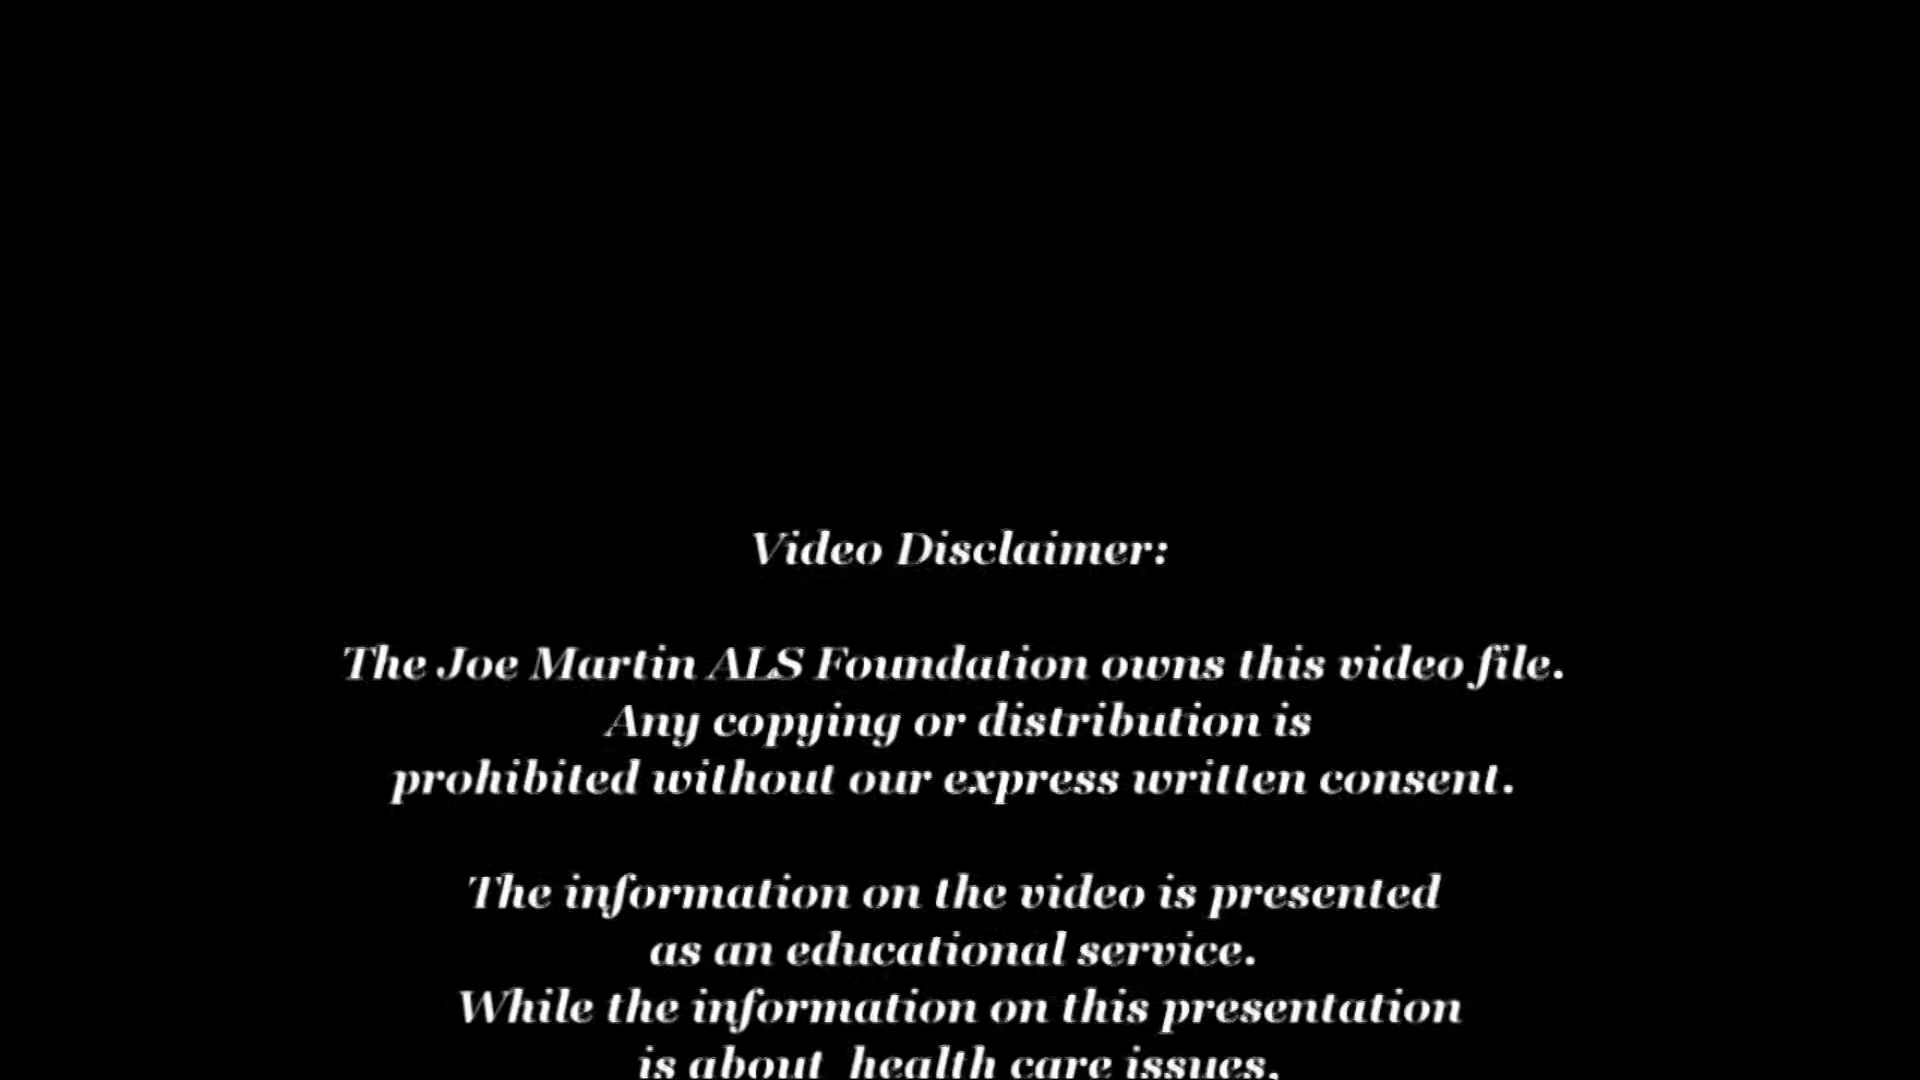 Video Disclaimer:
The Joe Martin ALS Foundation owns this video file.
Any copying or distribution is
prohibited without our express written consent.
The information on the video is presented
as an educational service.
While the information on this presentation
is about health care issues,